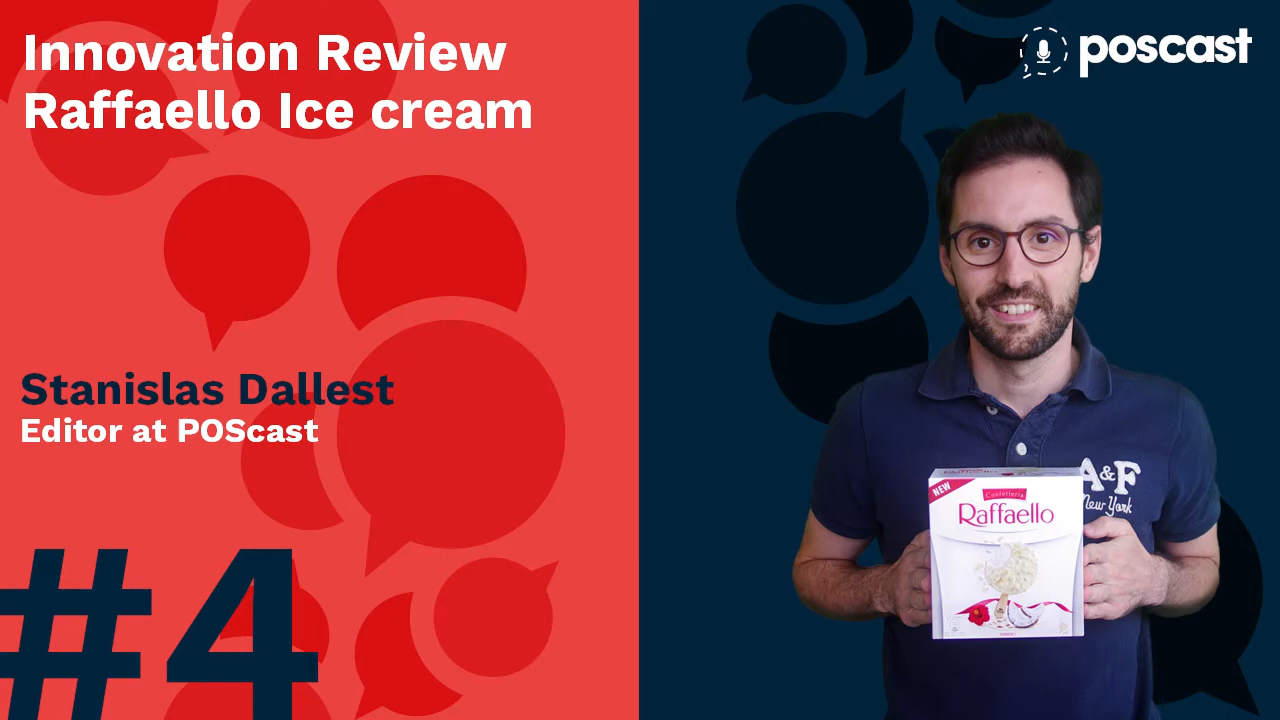 Innovation Review
Raffaello Ice cream
poscast
Stanislas Dallest
Editor at POScast
#4
A&F
New York
NEW
Confetteria
Raffaello